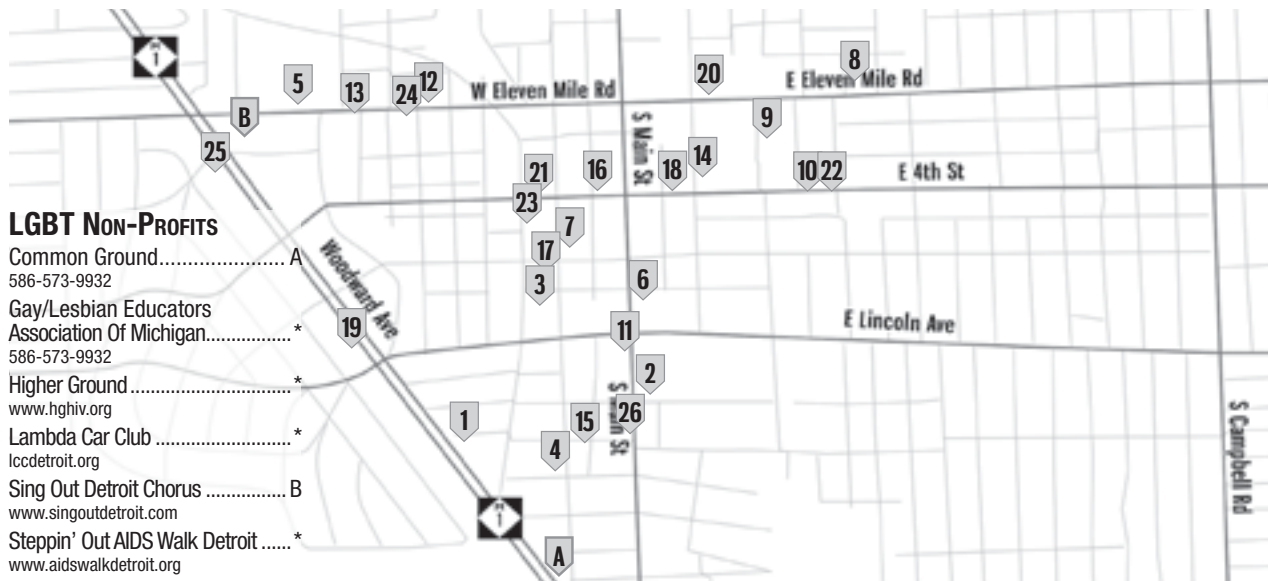 M
1
5
13
24
12
W Eleven Mile Rd
20
8
E Eleven Mile Rd
B
9
25
S Main St
21
16
18
14
10
22
E 4th St
23
7
17
3
6
Woodward Ave
19
11
E Lincoln Ave
2
1
15
26
S Main St
4
S Campbell Rd
M
1
A
LGBT NON-PROFITS
Common Ground....................... A
586-573-9932
Gay/Lesbian Educators
Association Of Michigan................ *
586-573-9932
Higher Ground ............................... *
www.hghiv.org
Lambda Car Club .......................... *
lccdetroit.org
Sing Out Detroit Chorus ................ B
www.singoutdetroit.com
Steppin' Out AIDS Walk Detroit ...... *
www.aidswalkdetroit.org